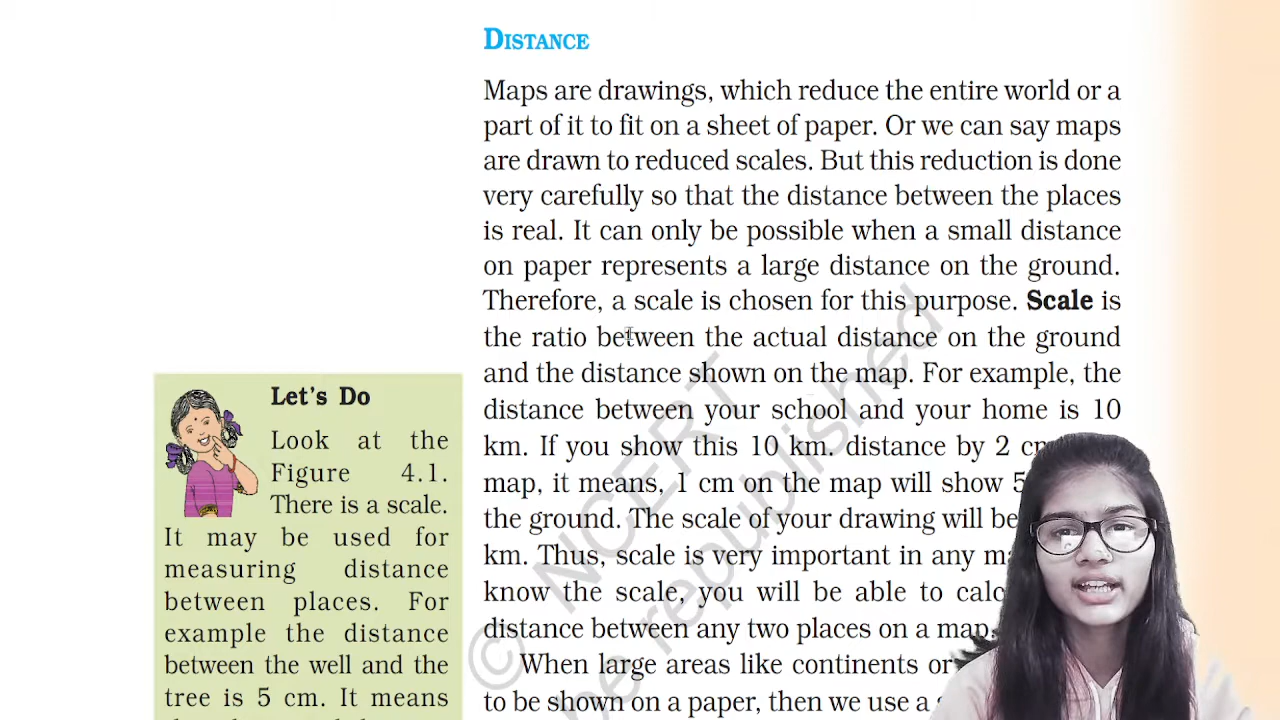 DISTANCE
Maps are drawings, which reduce the entire world or a
part of it to fit on a sheet of paper. Or we can say maps
are drawn to reduced scales. But this reduction is done
very carefully so that the distance between the places
is real. It can only be possible when a small distance
on paper represents a large distance on the ground.
Therefore, a scale is chosen for this purpose. Scale is
the ratio between the actual distance on the ground
and the distance shown on the map. For example, the
distance between your school and your home is 10
km. If you show this 10 km. distance by 2
map, it means, 1 cm on the map will show 5
the ground. The scale of your drawing will be
km. Thus, scale is very important in any
know the scale, you will be able to
distance between any two places on a map.
When large areas like continents or
to be shown on a paper, then we use a
Let's Do
Look at the
Figure 4.1.
There is a scale.
It may be used for
measuring distance
between places. For
example the distance
between the well and the
tree is 5 cm. It means
© NCERT
be republished